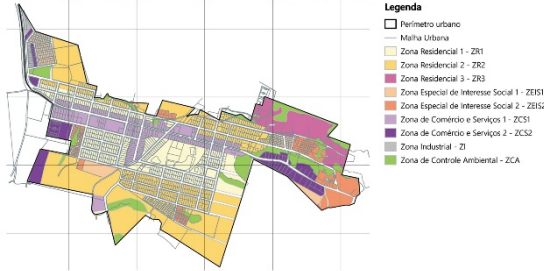 Legenda
Perímetro urbano
Malha Urbana
Zona Residencial 1 - ZR1
Zona Residencial 2 - ZR2
Zona Residencial 3 - ZR3
Zona Especial de Interesse Social 1 - ZEIS1
Zona Especial de Interesse Social 2 - ZEIS2
Zona de Comércio e Serviços 1 - ZCS1
Zona de Comércio e Serviços 2 - ZCS2
Zona Industrial - ZI
Zona de Controle Ambiental - ZCA